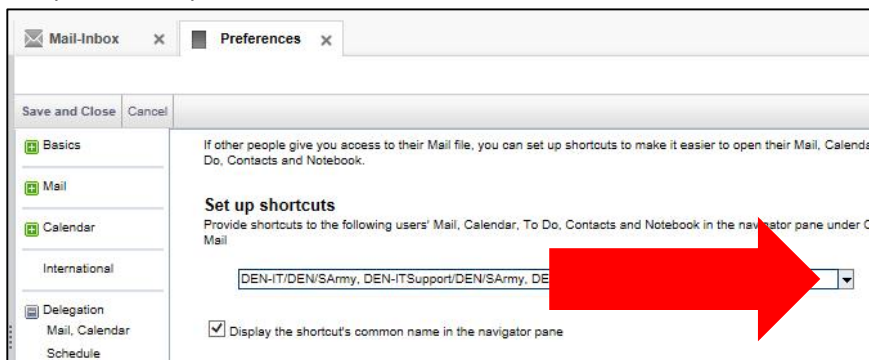 Mail-Inbox
Preferences
Save and Close Cancel
Basics
Mail
Calendar
International
Delegation
Mail, Calendar
Schedule
If other people give you access to their Mail file, you can set up shortcuts to make it easier to open their Mail,
Do, Contacts and Notebook.
Set up shortcuts
Provide shortcuts to the following users' Mail, Calendar, To Do, Contacts and Notebook in the navigator pane under
Mail
DEN-IT/DEN/SArmy, DEN-ITSupport/DEN/SArmy,
Display the shortcut's common name in the navigator pane